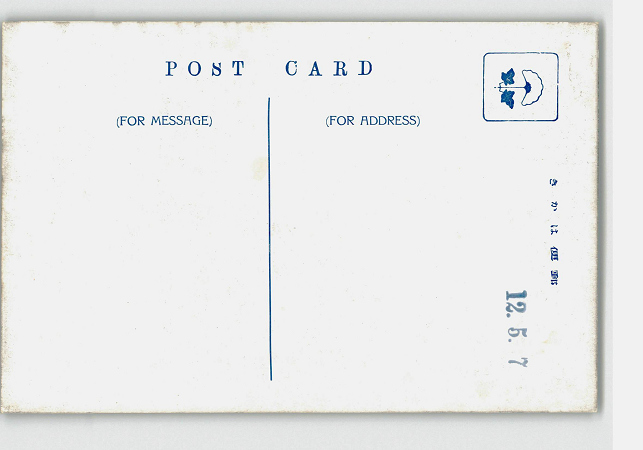 POST CARD
(FOR MESSAGE)
(FOR ADDRESS)
12. 5. 7